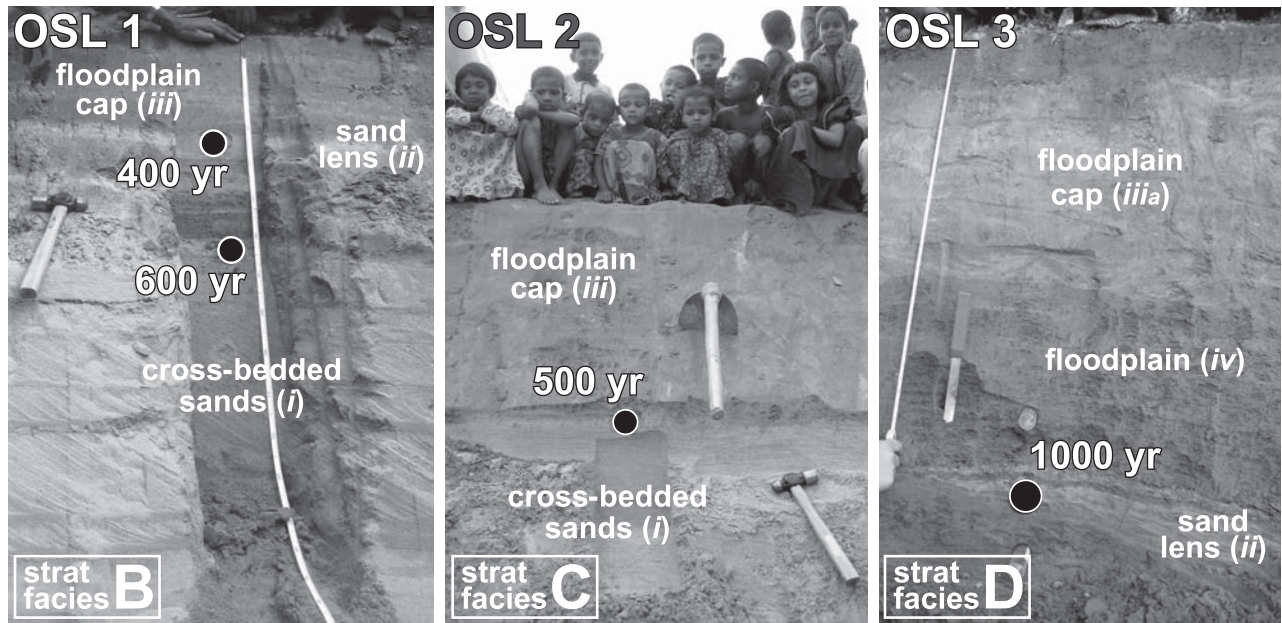 OSL 1
floodplain
cap (iii)
sand
lens (ii)
400 yr
600 yr
cross-bedded
sands (i)
strat
facies B
OSL 2
floodplain
cap (iii)
500 yr
cross-bedded
sands (i)
strat
facies C
OSL 3
floodplain
cap (iiia)
floodplain (iv)
1000 yr
sand
lens (ii)
strat
facies D